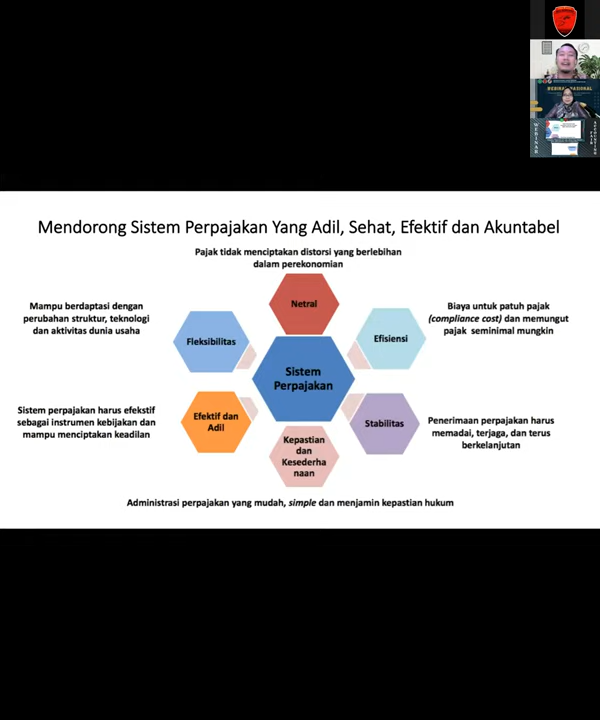 WEBINAR NASIONAL
Mendorong Sistem Perpajakan Yang Adil, Sehat, Efektif dan Akuntabel
Pajak tidak menciptakan distorsi yang berlebihan
dalam perekonomian
Netral
Mampu berdaptasi dengan
perubahan struktur, teknologi
dan aktivitas dunia usaha
Fleksibilitas
Efisiensi
Biaya untuk patuh pajak
(compliance cost) dan memungut
pajak seminimal mungkin
Sistem
Perpajakan
Sistem perpajakan harus efekstif
sebagai instrumen kebijakan dan
mampu menciptakan keadilan
Efektif dan
Adil
Stabilitas
Penerimaan perpajakan harus
memadai, terjaga, dan terus
berkelanjutan
Kepastian
dan
Kesederha
naan
Administrasi perpajakan yang mudah, simple dan menjamin kepastian hukum